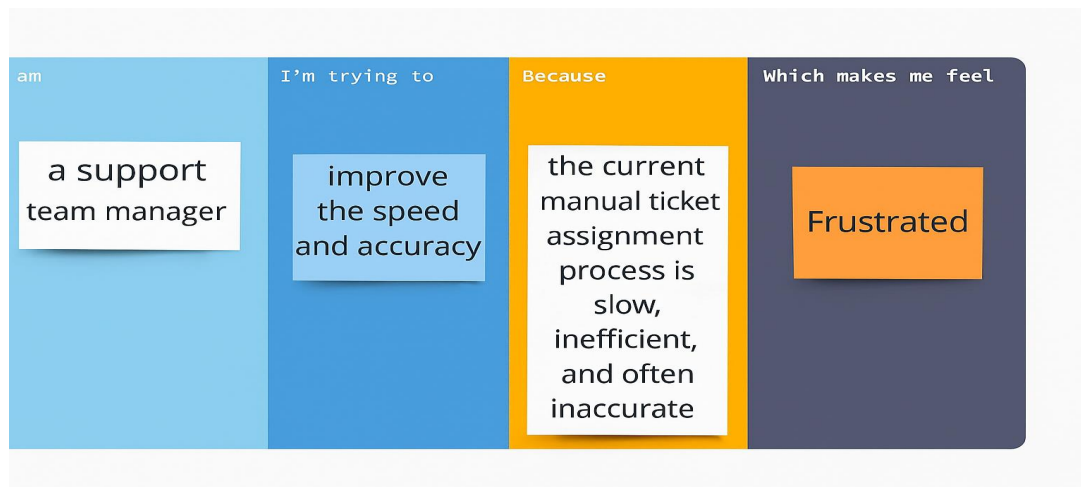 am
a support
team manager
I’m trying to
improve
the speed
and accuracy
Because
the current
manual ticket
assignment
process is
slow,
inefficient,
and often
inaccurate
Which makes me feel
Frustrated